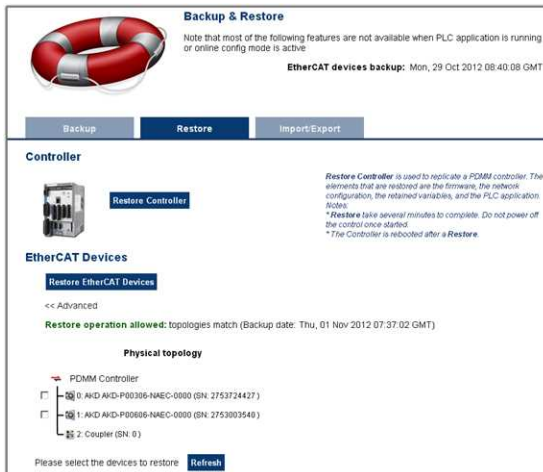 Backup & Restore
Note that most of the following features are not available when PLC application is running
or online config mode is active
EtherCAT devices backup: Mon, 29 Oct 2012 08:40:08 GMT
Backup
Restore
Import/Export
Controller
Restore Controller
Restore Controller is used to replicate a PDMM controller. The
elements that are restored are the firmware, the network
configuration, the retained variables, and the PLC application.
Notes:
* Restore take several minutes to complete. Do not power off
the control once started.
* The Controller is rebooted after a Restore.
EtherCAT Devices
Restore EtherCAT Devices
<< Advanced
Restore operation allowed: topologies match (Backup date: Thu, 01 Nov 2012 07:37:02 GMT)
Physical topology
PDMM Controller
0: AKD AKD-P00306-NAEC-0000 (SN: 2753724427 )
1: AKD AKD-P00606-NAEC-0000 (SN: 2753003540 )
2: Coupler (SN: 0 )
Please select the devices to restore Refresh